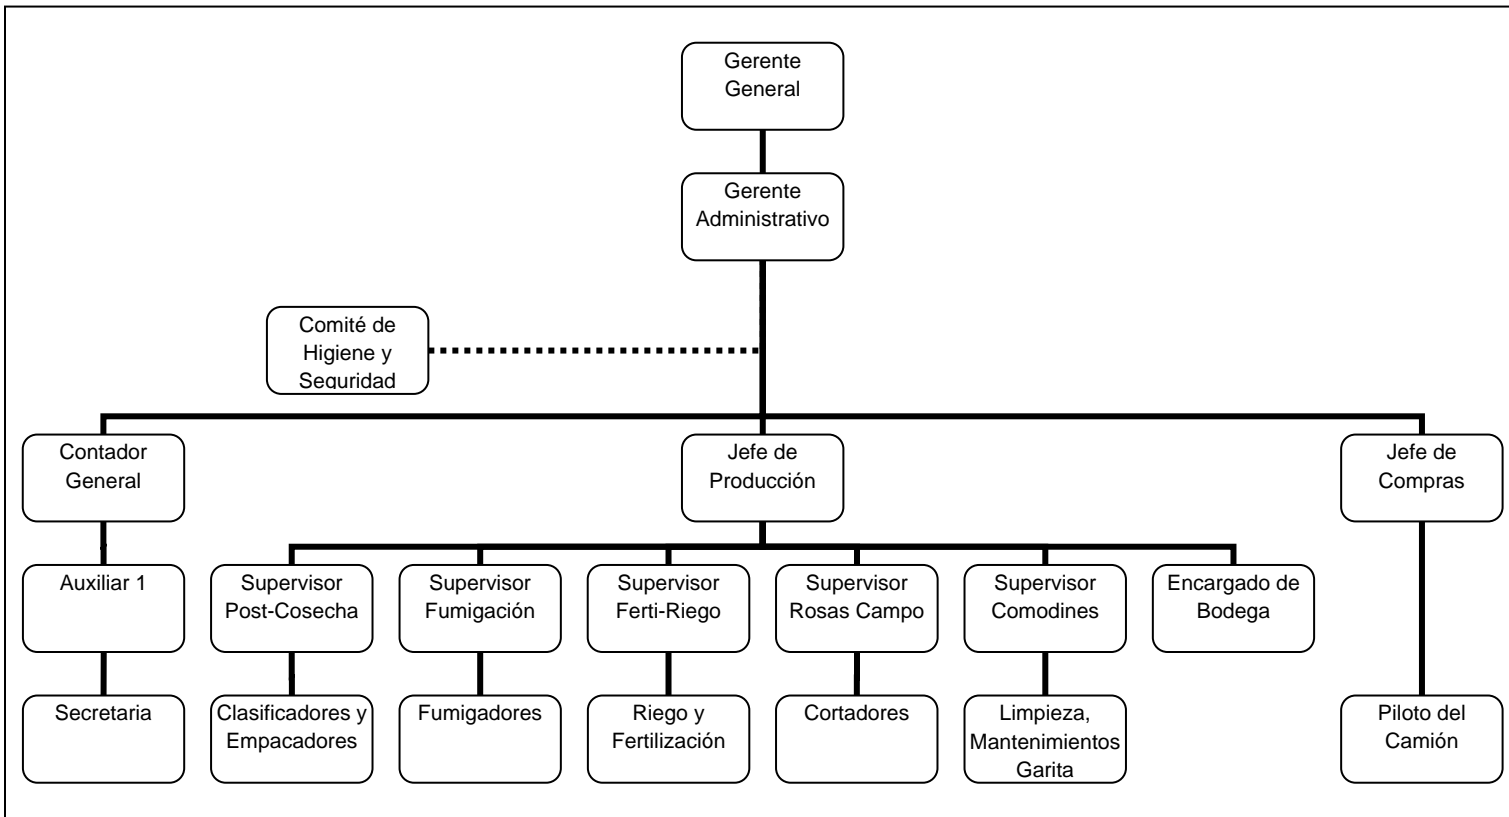 Gerente
General
Gerente
Administrativo
Comité de
Higiene y
Seguridad
Contador
General
Jefe de
Producción
Jefe de
Compras
Auxiliar 1
Supervisor
Post-Cosecha
Supervisor
Fumigación
Supervisor
Ferti-Riego
Supervisor
Rosas Campo
Supervisor
Comodines
Encargado de
Bodega
Secretaria
Clasificadores y
Empacadores
Fumigadores
Riego y
Fertilización
Cortadores
Limpieza,
Mantenimientos
Garita
Piloto del
Camión